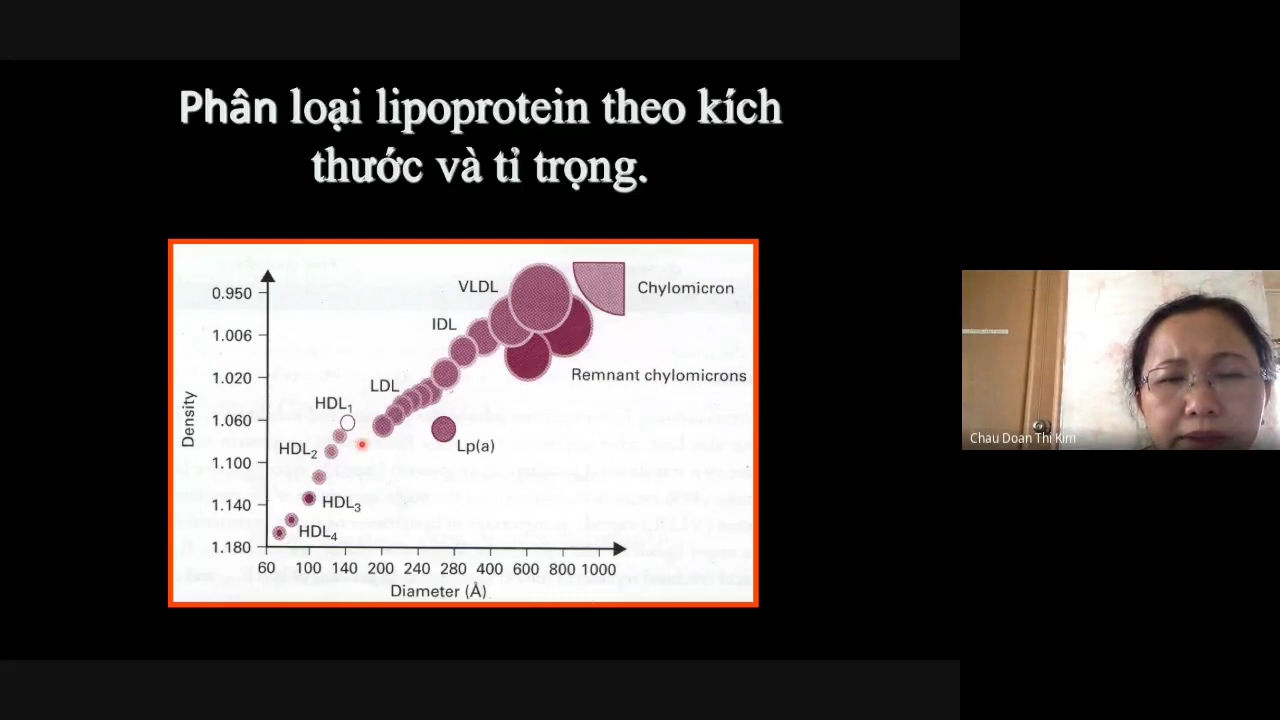 Phân loại lipoprotein theo kích
thước và tỉ trọng.
0.950
1.006
1.020
1.060
1.100
1.140
1.180
Density
VLDL
Chylomicron
IDL
Remnant chylomicrons
LDL
HDL1
HDL2
Lp(a)
HDL3
HDL4
60 100 140 200 240 280 400 600 800 1000
Diameter (Å)
Chau Doan Thi Kim